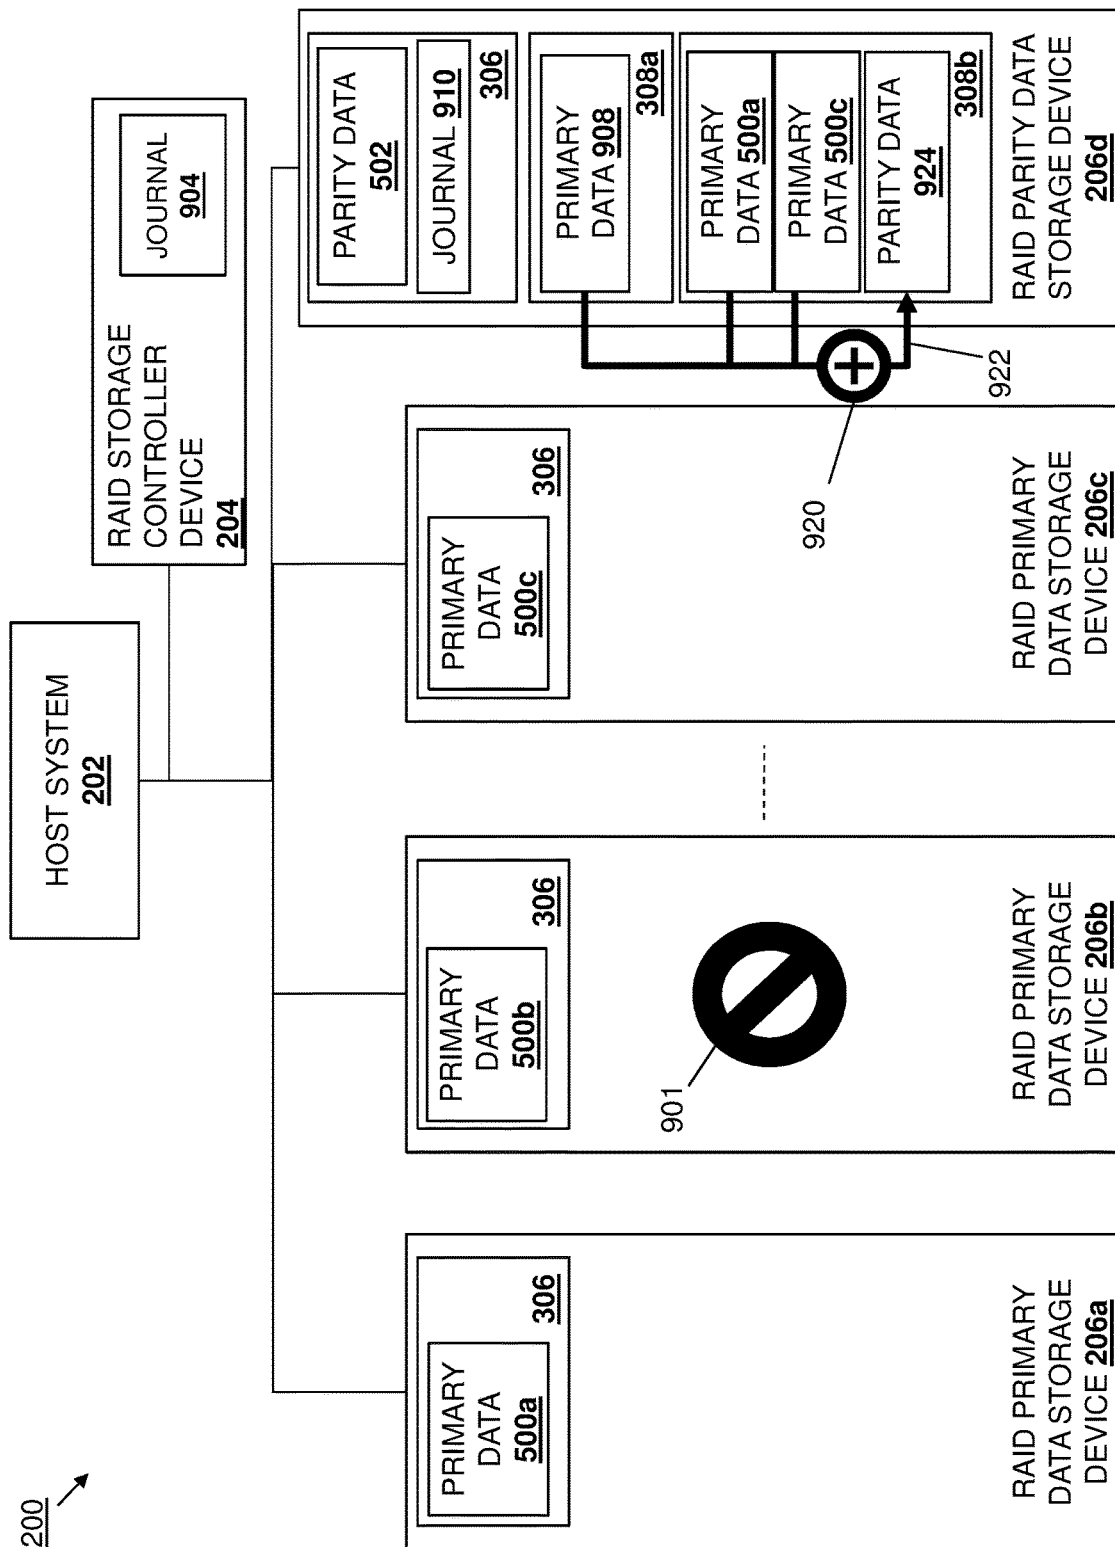 200
HOST SYSTEM
202
RAID STORAGE
CONTROLLER
DEVICE
204
JOURNAL
904
PRIMARY
DATA
500a
306
RAID PRIMARY
DATA STORAGE
DEVICE 206a
PRIMARY
DATA
500b
306
901
RAID PRIMARY
DATA STORAGE
DEVICE 206b
PRIMARY
DATA
500c
306
RAID PRIMARY
DATA STORAGE
DEVICE 206c
920
922
PARITY DATA
502
JOURNAL 910
306
PRIMARY
DATA 908
308a
PRIMARY
DATA 500a
PRIMARY
DATA 500c
PARITY DATA
924
308b
RAID PARITY DATA
STORAGE DEVICE
206d